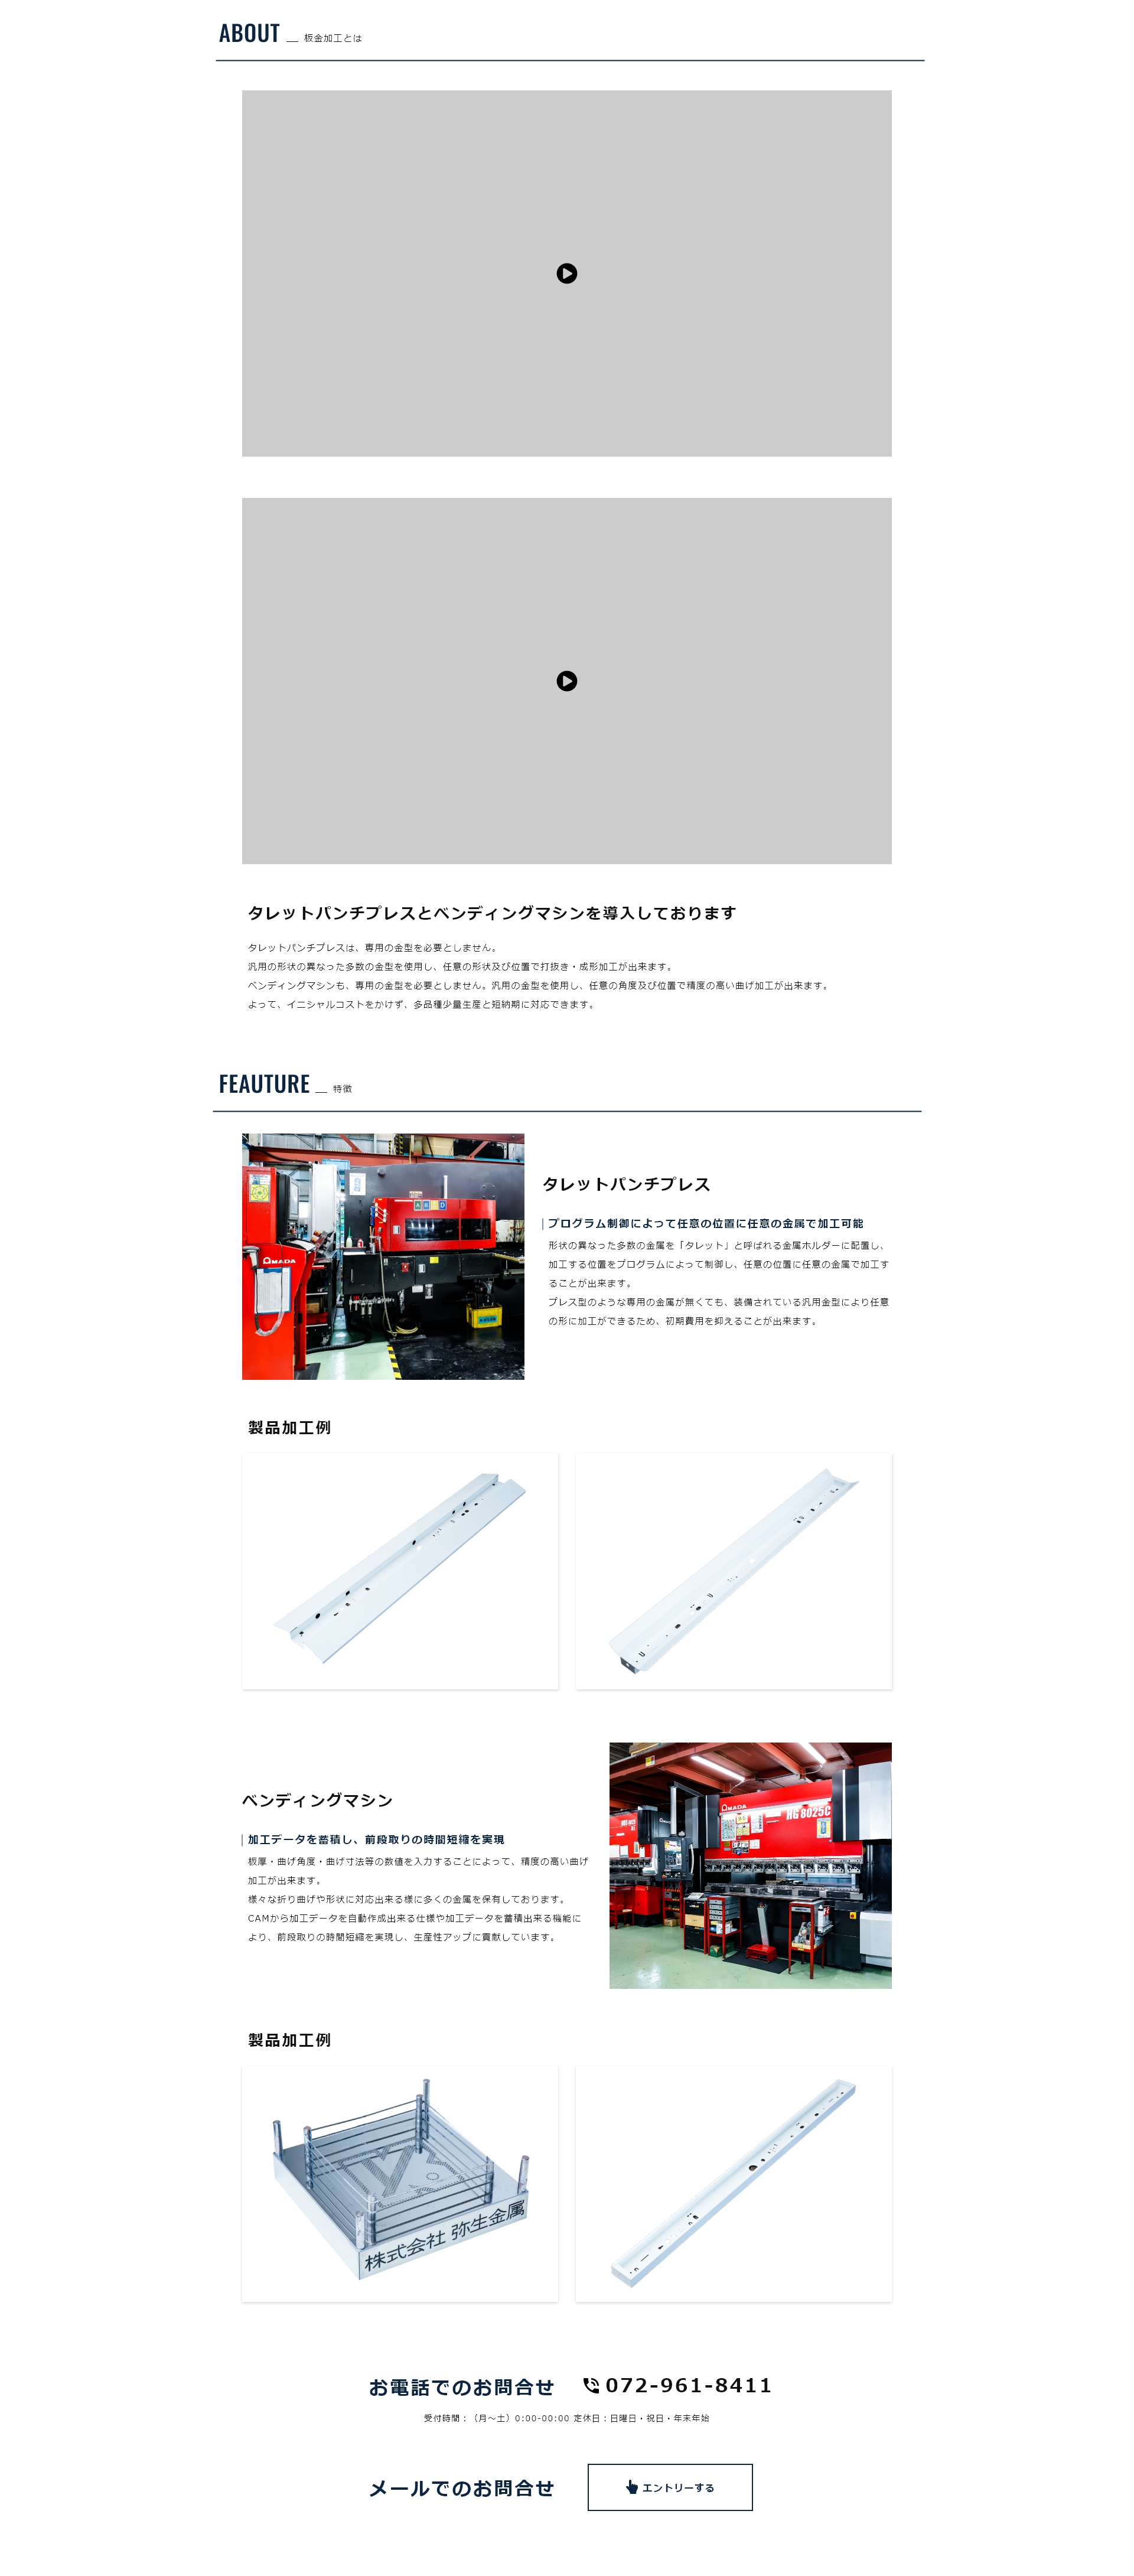 ABOUT 板金加工とは
タレットパンチプレスとベンディングマシンを導入しております
タレットパンチプレスは、専用の金型を必要としません。
汎用の形状の異なった多数の金型を使用し、任意の形状及び位置で打抜き・成形加工が出来ます。
ベンディングマシンも、専用の金型を必要としません。汎用の金型を使用し、任意の角度及び位置で精度の高い曲げ加工が出来ます。
よって、イニシャルコストをかけず、多品種少量生産と短納期に対応できます。
FEAUTURE 特徴
AMADA
タレットパンチプレス
プログラム制御によって任意の位置に任意の金属で加工可能
形状の異なった多数の金属を「タレット」と呼ばれる金属ホルダーに配置し、
加工する位置をプログラムによって制御し、任意の位置に任意の金属で加工す
ることが出来ます。
プレス型のような専用の金属が無くても、装備されている汎用金型により任意
の形に加工ができるため、初期費用を抑えることが出来ます。
製品加工例
ベンディングマシン
加工データを蓄積し、前段取りの時間短縮を実現
板厚・曲げ角度・曲げ寸法等の数値を入力することによって、精度の高い曲げ
加工が出来ます。
様々な折り曲げや形状に対応出来る様に多くの金属を保有しております。
CAMから加工データを自動作成出来る仕様や加工データを蓄積出来る機能に
より、前段取りの時間短縮を実現し、生産性アップに貢献しています。
AMADA
HG 8025C
製品加工例
株式会社 弥生金属
お電話でのお問合せ 072-961-8411
受付時間：（月～土）0:00-00:00 定休日：日曜日・祝日・年末年始
メールでのお問合せ エントリーする